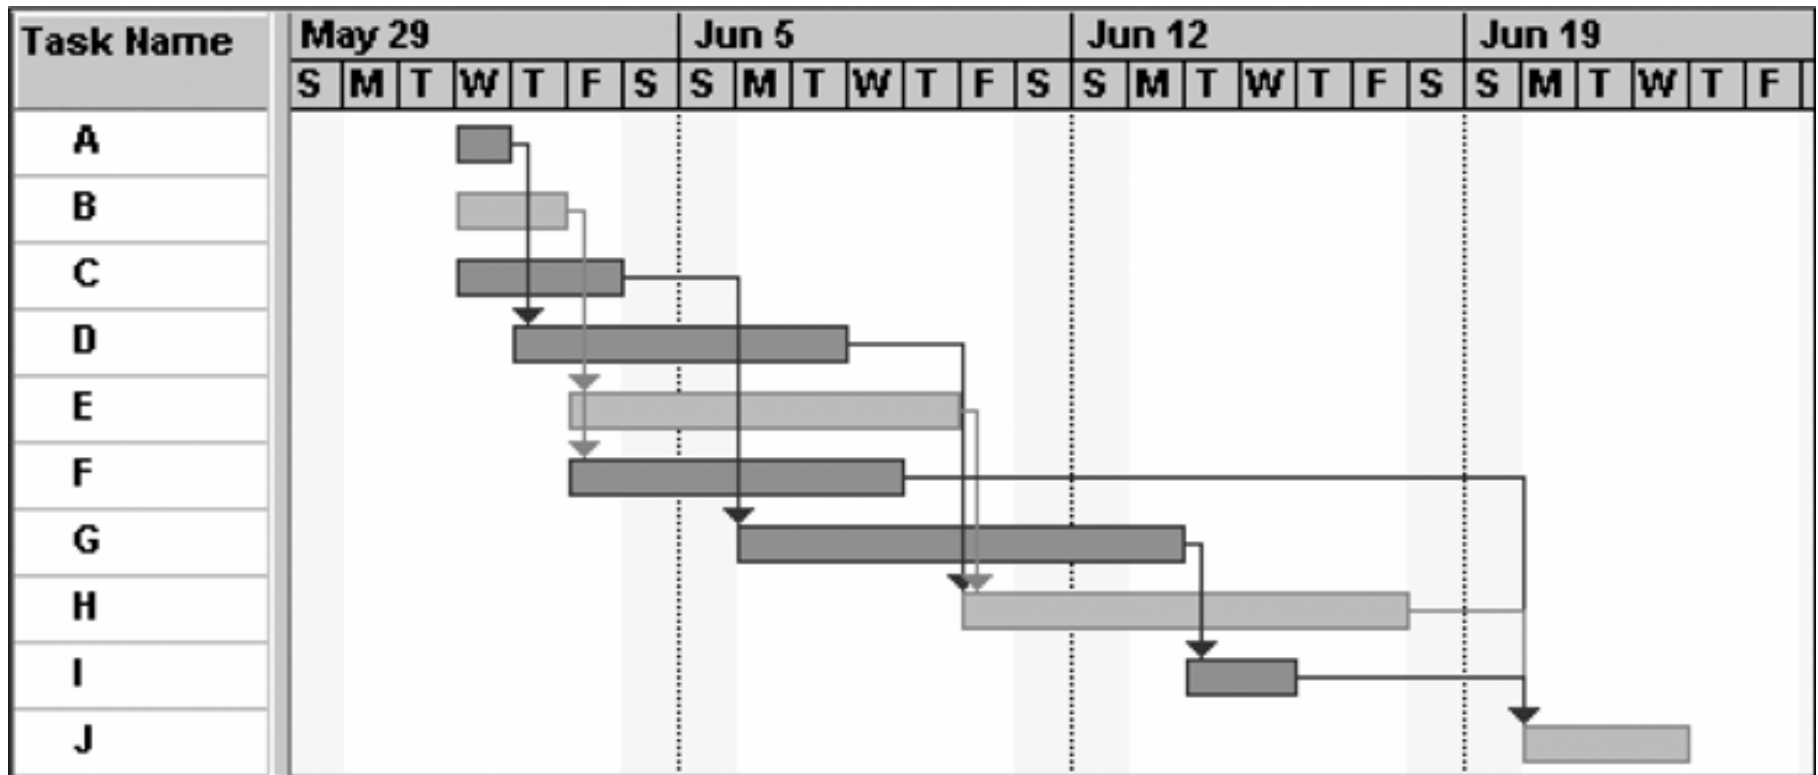 Task Name May 29 Jun 5 Jun 12 Jun 19
S M T W T F S S M T W T F S S M T W T F S S M T W T F
A
B
C
D
E
F
G
H
I
J